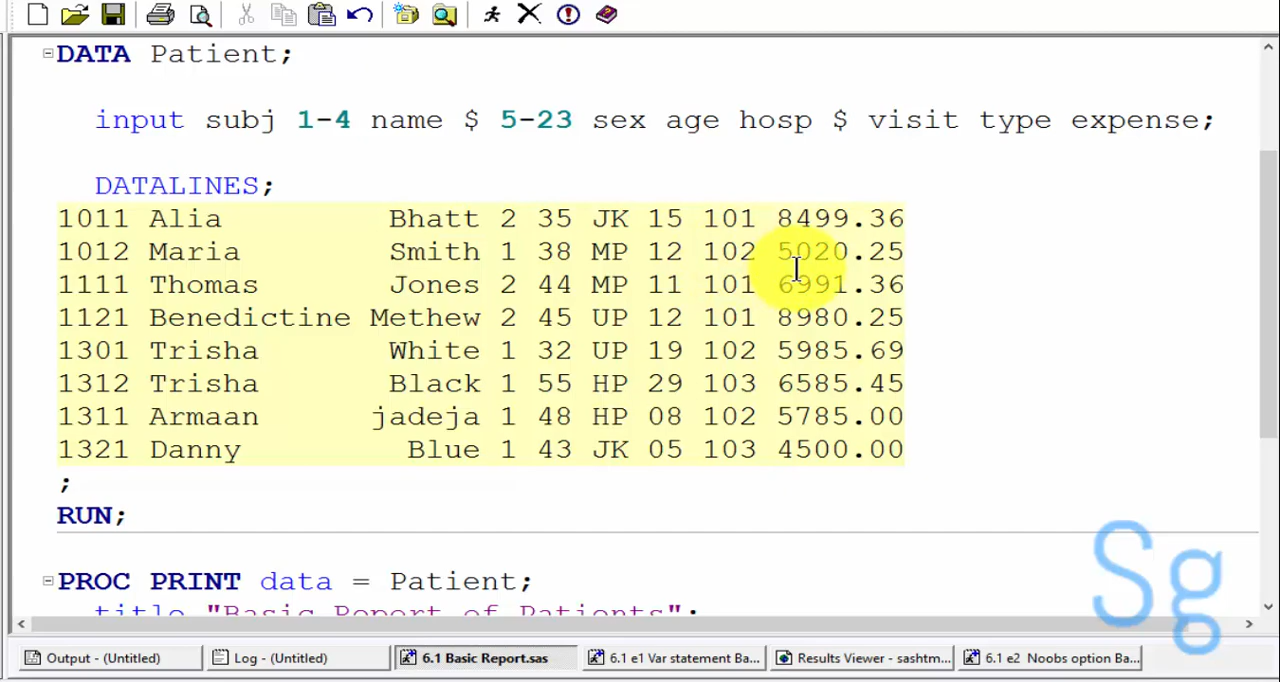 DATA Patient;
input subj 1-4 name $ 5-23 sex age hosp $ visit type expense;
DATALINES;
1011 Alia         Bhatt 2 35 JK 15 101 8499.36
1012 Maria        Smith 1 38 MP 12 102 5020.25
1111 Thomas       Jones 2 44 MP 11 101 6991.36
1121 Benedictine Methew 2 45 UP 12 101 8980.25
1301 Trisha       White 1 32 UP 19 102 5985.69
1312 Trisha       Black 1 55 HP 29 103 6585.45
1311 Armaan      jadeja 1 48 HP 08 102 5785.00
1321 Danny         Blue 1 43 JK 05 103 4500.00
;
RUN;
PROC PRINT data = Patient;
title "Basic Report of Patients";
Sg
Output - (Untitled) Log - (Untitled) 6.1 Basic Report.sas 6.1 e1 Var statement Ba... Results Viewer - sashtm... 6.1 e2 Noobs option Ba...